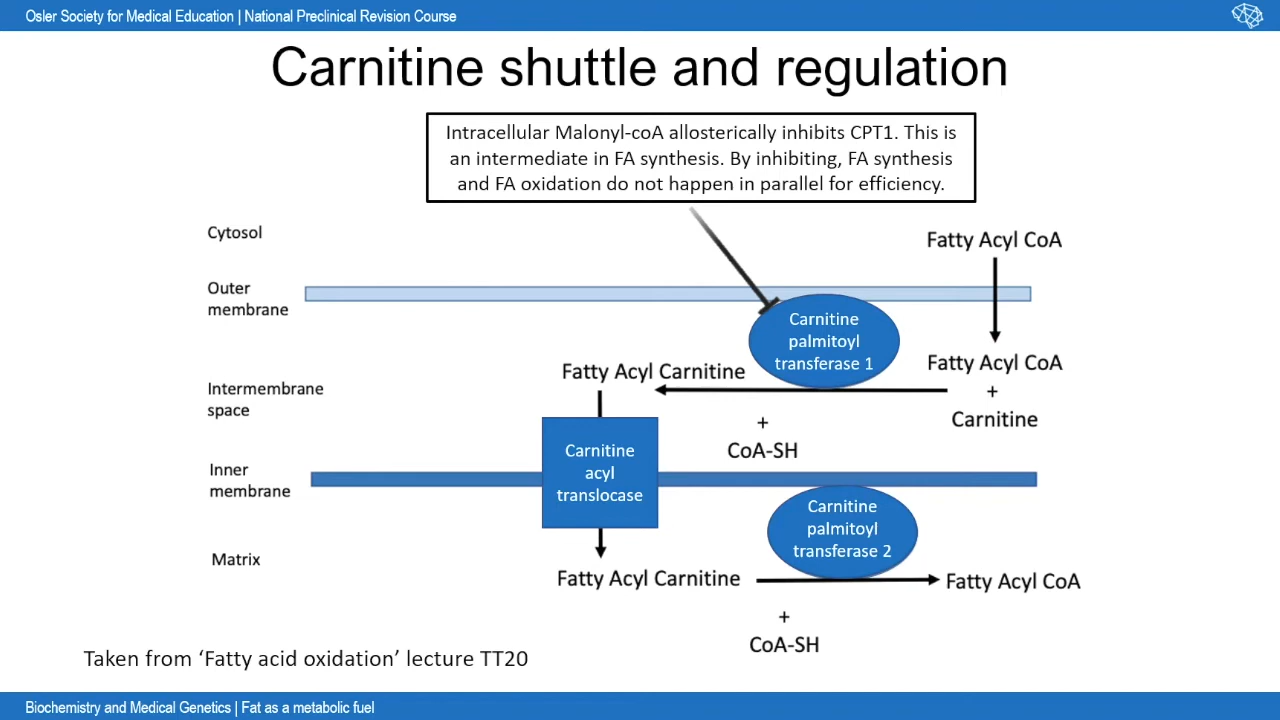 Osler Society for Medical Education | National Preclinical Revision Course
Carnitine shuttle and regulation
Intracellular Malonyl-coA allosterically inhibits CPT1. This is
an intermediate in FA synthesis. By inhibiting, FA synthesis
and FA oxidation do not happen in parallel for efficiency.
Cytosol
Fatty Acyl CoA
Outer
membrane
Carnitine
palmitoyl
transferase 1
Fatty Acyl Carnitine
Fatty Acyl CoA
+
Carnitine
Intermembrane
space
+
CoA-SH
Carnitine
acyl
translocase
Inner
membrane
Carnitine
palmitoyl
transferase 2
Matrix
Fatty Acyl Carnitine
Fatty Acyl CoA
+
CoA-SH
Taken from ‘Fatty acid oxidation’ lecture TT20
Biochemistry and Medical Genetics | Fat as a metabolic fuel